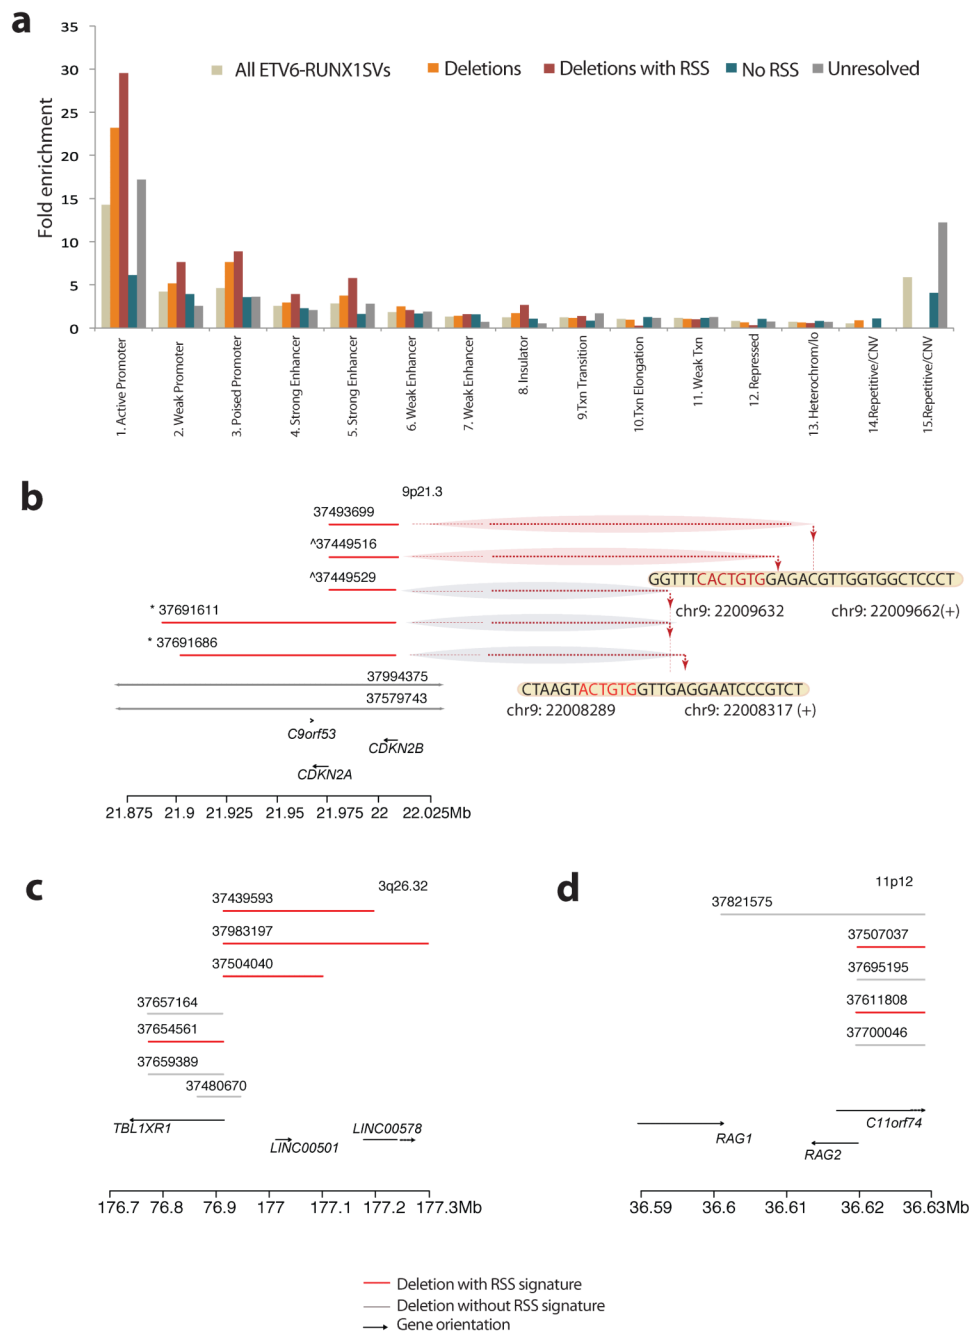 a
35
30
25
20
15
10
5
0
Fold enrichment
All ETV6-RUNX1SVs
Deletions
Deletions with RSS
No RSS
Unresolved
1. Active Promoter
2. Weak Promoter
3. Poised Promoter
4. Strong Enhancer
5. Strong Enhancer
6. Weak Enhancer
7. Weak Enhancer
8. Insulator
9.Txn Transition
10.Txn Elongation
11. Weak Txn
12. Repressed
13. Heterochrom/lo
14.Repetitive/CNV
15.Repetitive/CNV
b
9p21.3
37493699
^37449516
^37449529
* 37691611
* 37691686
37994375
37579743
GGTTTCACTGTGGAGACGTTGGTGGCTCCCT
chr9: 22009632 chr9: 22009662(+)
CTAAGTACTGTGGTTGAGGAATCCCGTCT
chr9: 22008289 chr9: 22008317 (+)
C9orf53
CDKN2B
CDKN2A
21.875 21.9 21.925 21.95 21.975 22 22.025Mb
c
3q26.32
37439593
37983197
37504040
37657164
37654561
37659389
37480670
TBL1XR1
LINC00578
LINC00501
176.7 76.8 76.9 177 177.1 177.2 177.3Mb
d
11p12
37821575
37507037
37695195
37611808
37700046
C11orf74
RAG1
RAG2
36.59 36.6 36.61 36.62 36.63Mb
Deletion with RSS signature
Deletion without RSS signature
Gene orientation